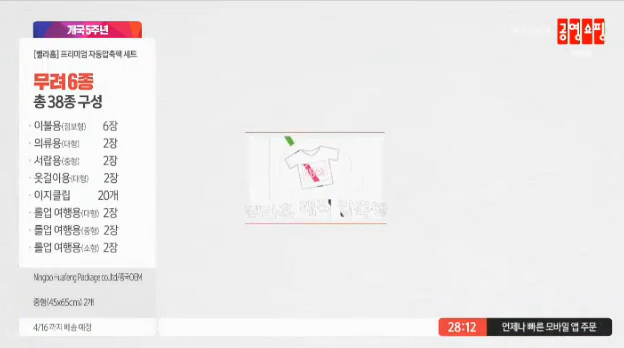 개국5주년
공영쇼핑
[벨라홈] 프리미엄 자동압축팩 세트
무려 6종
총 38종 구성
· 이불용(점보형) 6장
· 의류용(대형) 2장
· 서랍용(중형) 2장
· 옷걸이용(대형) 2장
· 이지클립 20개
· 롤업 여행용(대형) 2장
· 롤업 여행용(중형) 2장
· 롤업 여행용(소형) 2장
Ningbo Huafeng Package co.,ltd/중국OEM
중형(45x65cm) 2개
4/16 까지 배송 예정
28:12
언제나 빠른 모바일 앱 주문